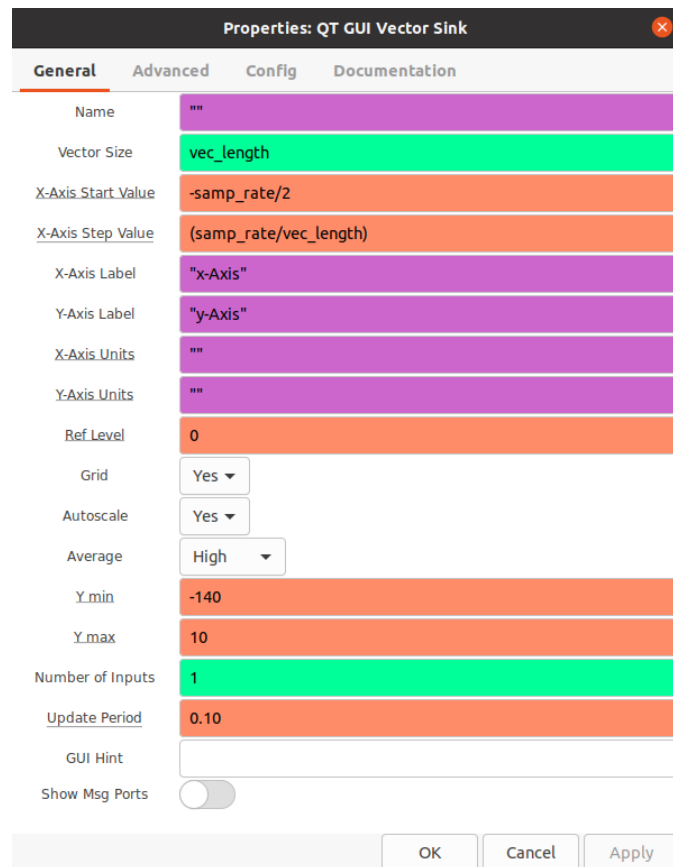 Properties: QT GUI Vector Sink
General Advanced Config Documentation
Name ""
Vector Size vec_length
X-Axis Start Value -samp_rate/2
X-Axis Step Value (samp_rate/vec_length)
X-Axis Label "x-Axis"
Y-Axis Label "y-Axis"
X-Axis Units ""
Y-Axis Units ""
Ref Level 0
Grid Yes
Autoscale Yes
Average High
Y min -140
Y max 10
Number of Inputs 1
Update Period 0.10
GUI Hint
Show Msg Ports
OK Cancel Apply